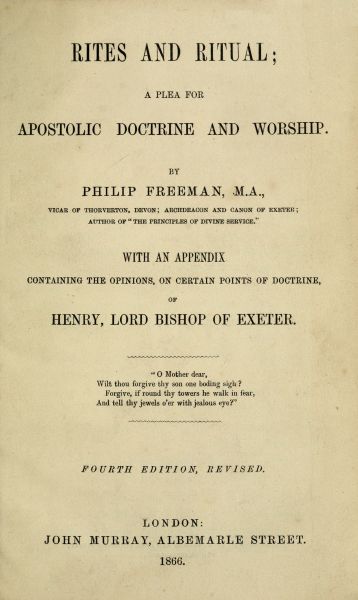 RITES AND RITUAL;
A PLEA FOR
APOSTOLIC DOCTRINE AND WORSHIP.
BY
PHILIP FREEMAN, M.A.,
VICAR OF THORVERTON, DEVON; ARCHDEACON AND CANON OF EXETER;
AUTHOR OF "THE PRINCIPLES OF DIVINE SERVICE."
WITH AN APPENDIX
CONTAINING THE OPINIONS, ON CERTAIN POINTS OF DOCTRINE,
OF
HENRY, LORD BISHOP OF EXETER.
"O Mother dear,
Wilt thou forgive thy son one boding sigh?
Forgive, if round thy towers he walk in fear,
And tell thy jewels o'er with jealous eye?"
FOURTH EDITION, REVISED.
LONDON:
JOHN MURRAY, ALBEMARLE STREET.
1866.